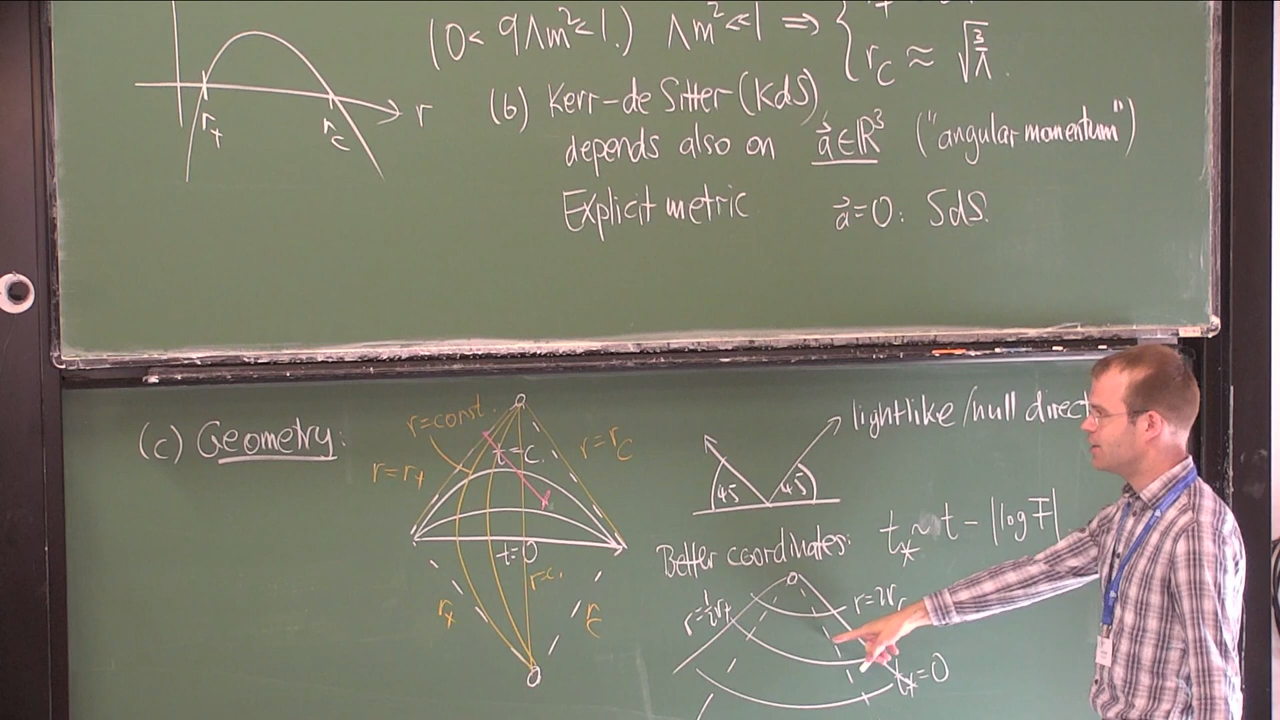 (0 < 9Λm²<1.) Λm²≪1 ⟹ {
r_C ≈ √(3/Λ).
r
r_+
r_C
(b) Kerr–de Sitter (KdS)
depends also on a⃗∈ℝ³ ("angular momentum")
Explicit metric a⃗=0: SdS.
(c) Geometry:
r=const.
r=r_+
t=c.
r=r_C
t=0
r=c.
r_+
r_C
lightlike/null direct
45 45
Better coordinates: t_* ~ t - |log F|
r=½r_+
r=2r_C
t_*=0